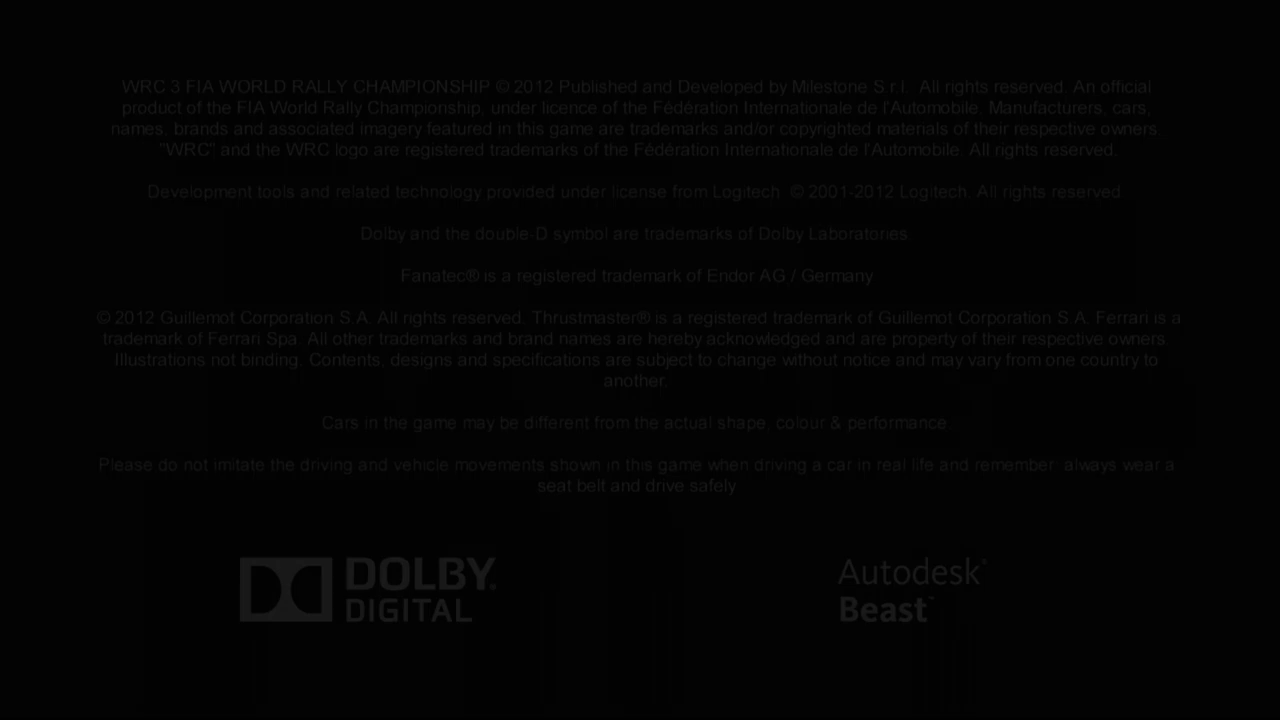 WRC 3 FIA WORLD RALLY CHAMPIONSHIP © 2012 Published and Developed by Milestone S.r.l. All rights reserved. An official
product of the FIA World Rally Championship, under licence of the Fédération Internationale de l'Automobile. Manufacturers, cars,
names, brands and associated imagery featured in this game are trademarks and/or copyrighted materials of their respective owners.
"WRC" and the WRC logo are registered trademarks of the Fédération Internationale de l'Automobile. All rights reserved.
Development tools and related technology provided under license from Logitech. © 2001-2012 Logitech. All rights reserved.
Dolby and the double-D symbol are trademarks of Dolby Laboratories.
Fanatec® is a registered trademark of Endor AG / Germany
© 2012 Guillemot Corporation S.A. All rights reserved. Thrustmaster® is a registered trademark of Guillemot Corporation S.A. Ferrari is a
trademark of Ferrari Spa. All other trademarks and brand names are hereby acknowledged and are property of their respective owners.
Illustrations not binding. Contents, designs and specifications are subject to change without notice and may vary from one country to
another.
Cars in the game may be different from the actual shape, colour & performance.
Please do not imitate the driving and vehicle movements shown in this game when driving a car in real life and remember: always wear a
seat belt and drive safely.
DOLBY® Autodesk™
DIGITAL Beast™